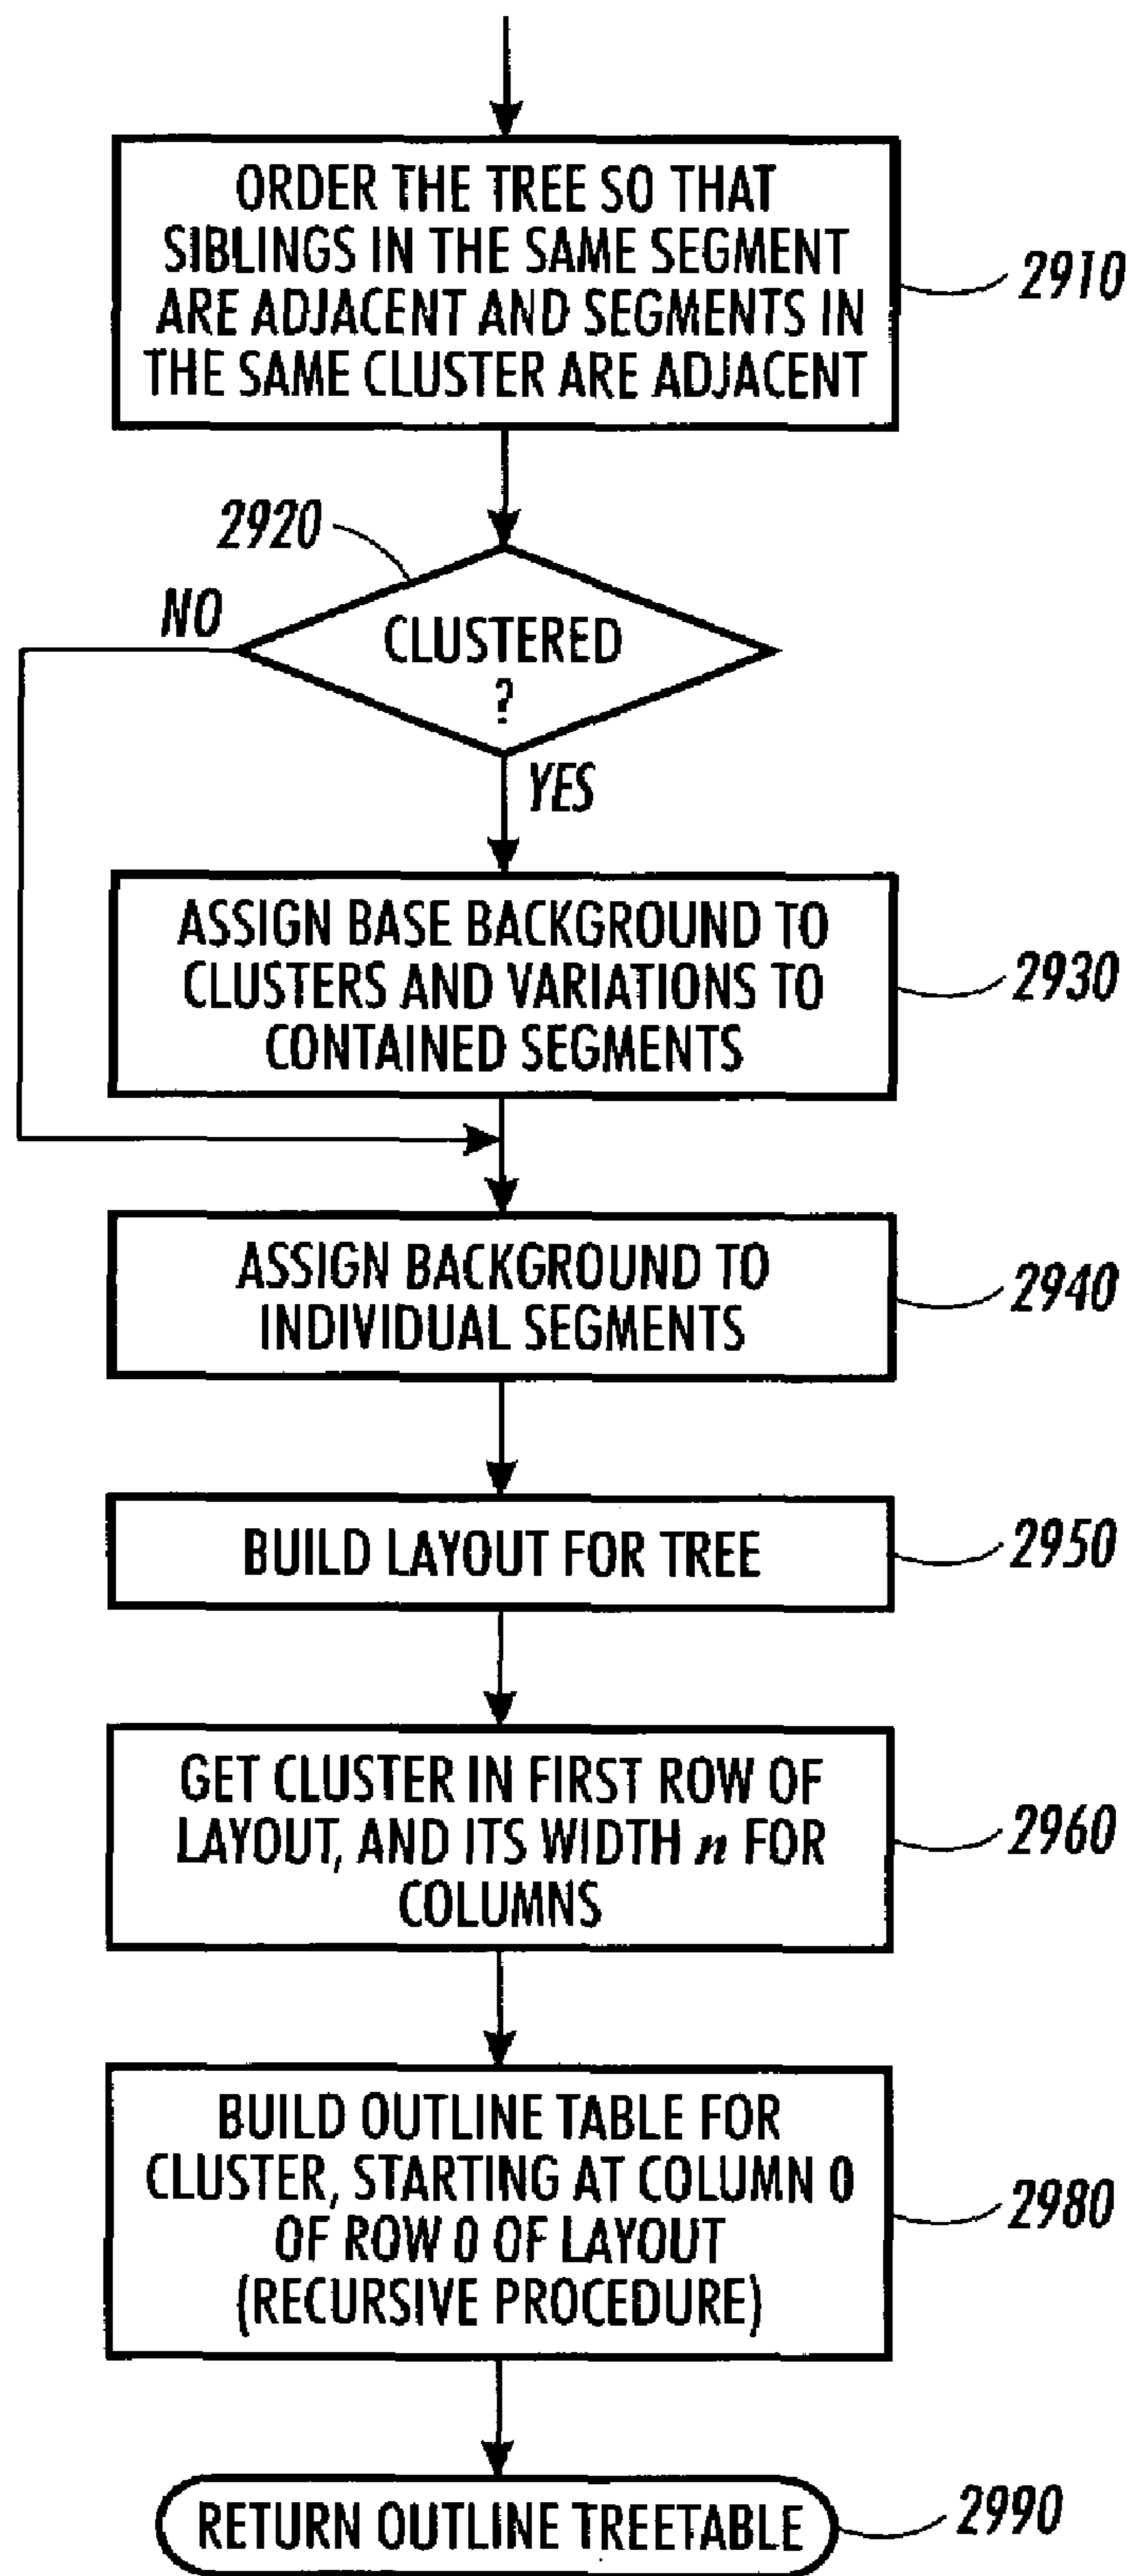 ORDER THE TREE SO THAT
SIBLINGS IN THE SAME SEGMENT
ARE ADJACENT AND SEGMENTS IN
THE SAME CLUSTER ARE ADJACENT
2910
2920
NO
CLUSTERED
?
YES
ASSIGN BASE BACKGROUND TO
CLUSTERS AND VARIATIONS TO
CONTAINED SEGMENTS
2930
ASSIGN BACKGROUND TO
INDIVIDUAL SEGMENTS
2940
BUILD LAYOUT FOR TREE
2950
GET CLUSTER IN FIRST ROW OF
LAYOUT, AND ITS WIDTH n FOR
COLUMNS
2960
BUILD OUTLINE TABLE FOR
CLUSTER, STARTING AT COLUMN 0
OF ROW 0 OF LAYOUT
(RECURSIVE PROCEDURE)
2980
RETURN OUTLINE TREETABLE
2990